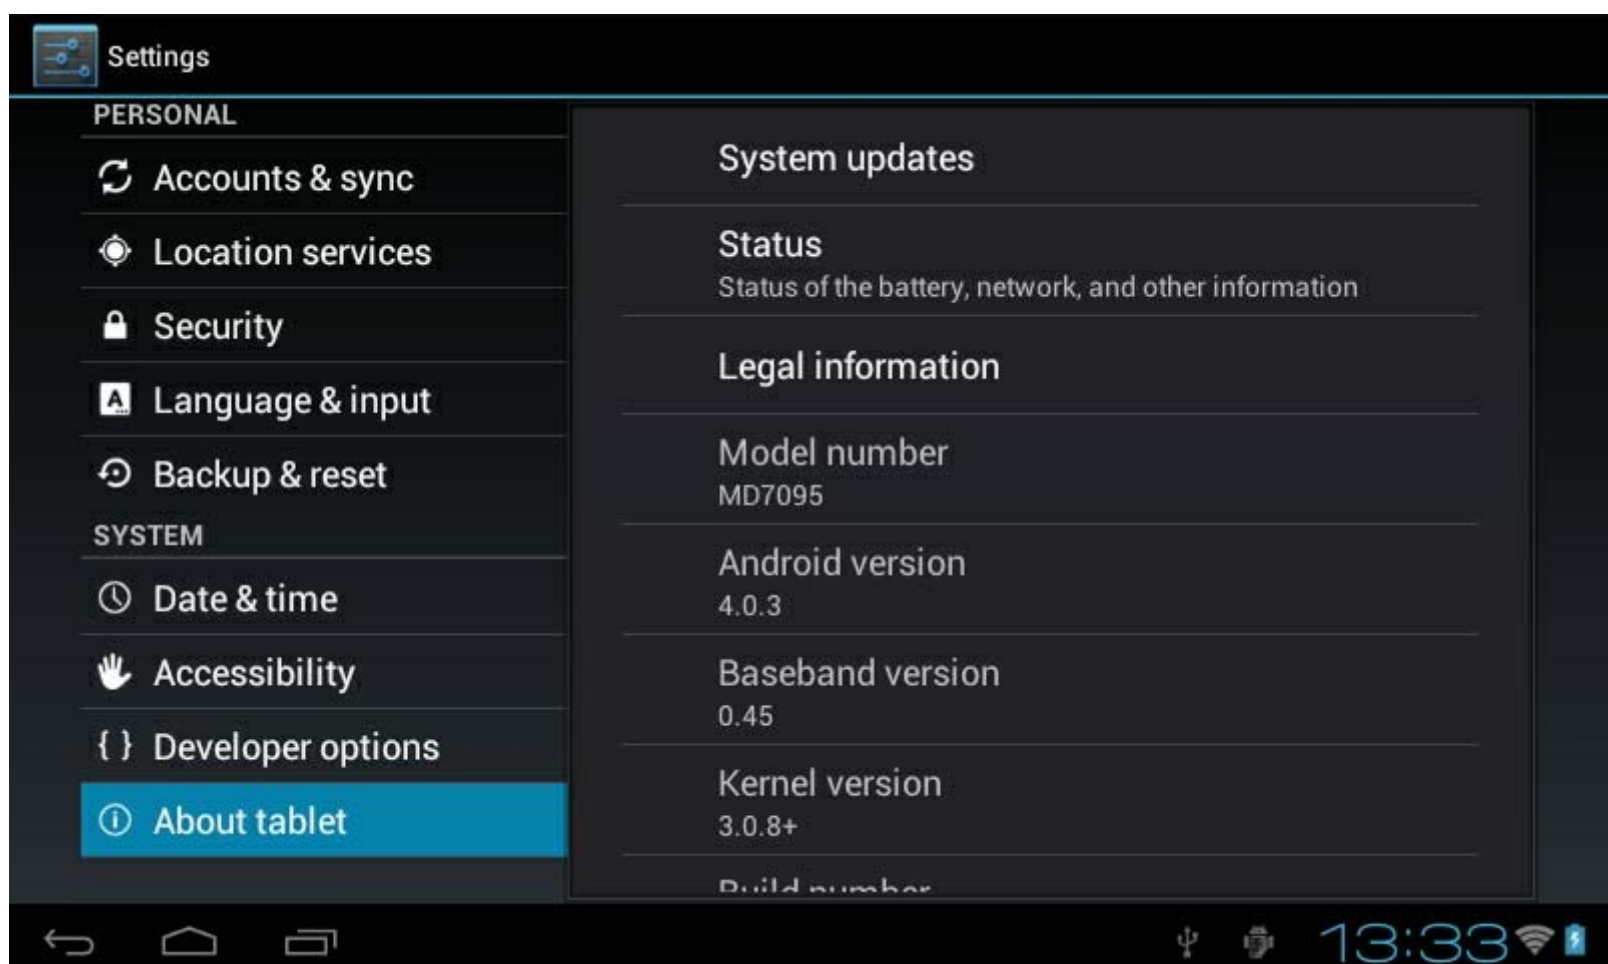 Settings
PERSONAL
Accounts & sync
Location services
Security
Language & input
Backup & reset
SYSTEM
Date & time
Accessibility
{ } Developer options
About tablet
System updates
Status
Status of the battery, network, and other information
Legal information
Model number
MD7095
Android version
4.0.3
Baseband version
0.45
Kernel version
3.0.8+
Build number
13:33